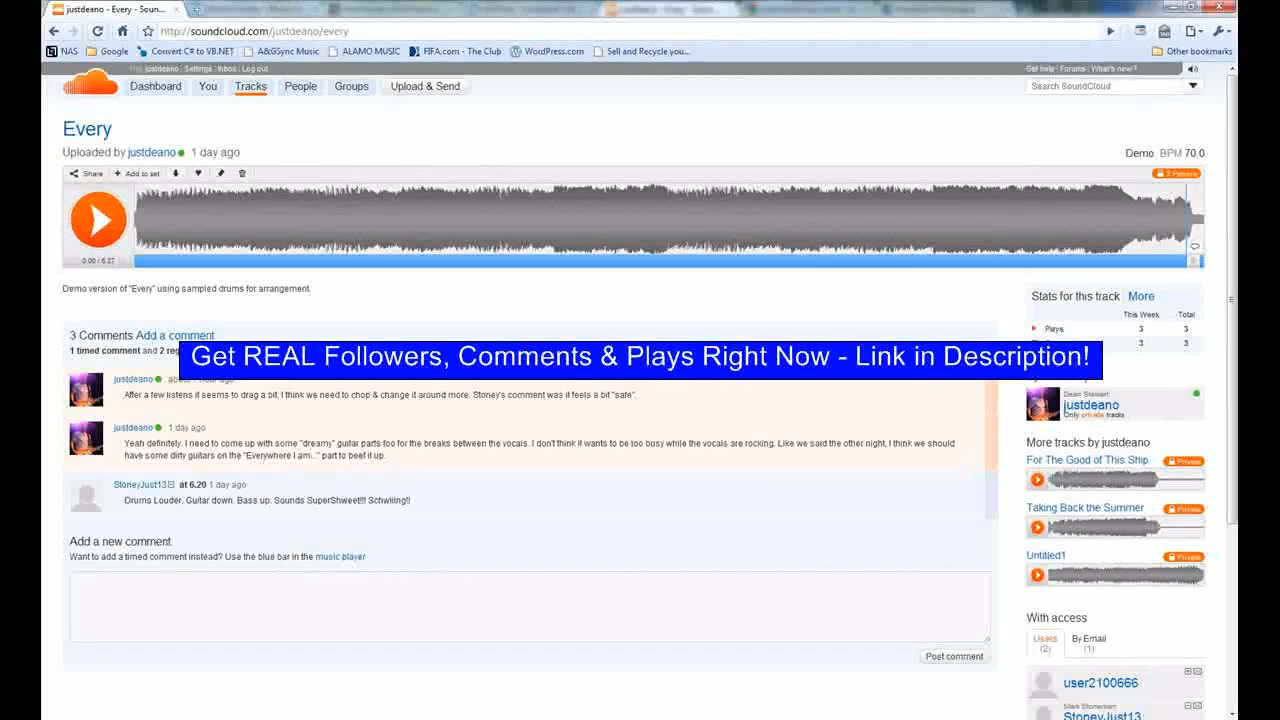 justdeano - Every - Soun...
http://soundcloud.com/justdeano/every
NAS Google Convert C# to VB.NET A&GSync Music ALAMO MUSIC FIFA.com - The Club WordPress.com Sell and Recycle you... Other bookmarks
justdeano | Settings | Inbox | Log out Get help | Forums | What's new?
Dashboard You Tracks People Groups Upload & Send Search SoundCloud
Every
Uploaded by justdeano 1 day ago Demo BPM 70.0
Share Add to set 3 People
0.00 / 6.27
Demo version of "Every" using sampled drums for arrangement.
Stats for this track More
This Week Total
Plays 3 3
3 3
3 Comments Add a comment
1 timed comment and 2
Get REAL Followers, Comments & Plays Right Now - Link in Description!
justdeano
After a few listens it seems to drag a bit, I think we need to chop & change it around more. Stoney's comment was it feels a bit "safe".
justdeano 1 day ago
Yeah definitely. I need to come up with some "dreamy" guitar parts too for the breaks between the vocals. I don't think it wants to be too busy while the vocals are rocking. Like we said the other night, I think we should
have some dirty guitars on the "Everywhere I am..." part to beef it up.
StoneyJust13 at 6.20 1 day ago
Drums Louder. Guitar down. Bass up. Sounds SuperShweet!!! Schwiiing!!
Add a new comment
Want to add a timed comment instead? Use the blue bar in the music player
Post comment
Dean Stewart
justdeano
Only private tracks
More tracks by justdeano
For The Good of This Ship Private
Taking Back the Summer Private
Untitled1 Private
With access
Users By Email
(2) (1)
user2100666
Mark Stoneman
StoneyJust13